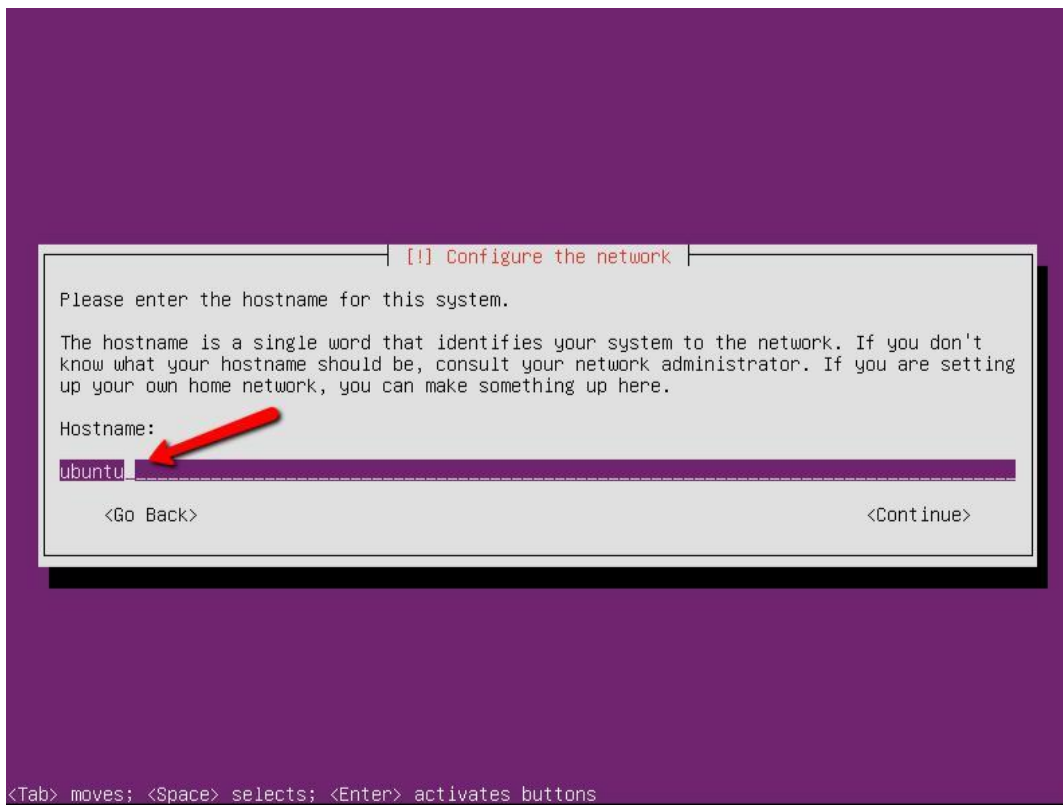 [!] Configure the network
Please enter the hostname for this system.
The hostname is a single word that identifies your system to the network. If you don't
know what your hostname should be, consult your network administrator. If you are setting
up your own home network, you can make something up here.
Hostname:
ubuntu
<Go Back> <Continue>
<Tab> moves; <Space> selects; <Enter> activates buttons